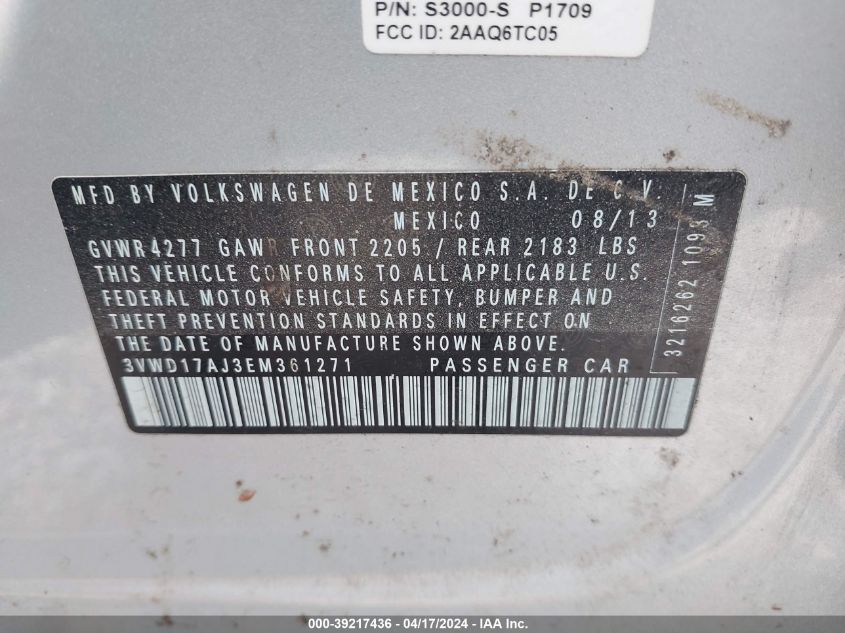 P/N: S3000-S P1709
FCC ID: 2AAQ6TC05
MFD BY VOLKSWAGEN DE MEXICO S.A. DE C.V.
MEXICO 08/13
GVWR 4277 GAWR FRONT 2205 / REAR 2183 LBS
THIS VEHICLE CONFORMS TO ALL APPLICABLE U.S.
FEDERAL MOTOR VEHICLE SAFETY, BUMPER AND
THEFT PREVENTION STANDARDS IN EFFECT ON
THE DATE OF MANUFACTURE SHOWN ABOVE.
3VWD17AJ3EM361271 PASSENGER CAR
3216262 1093 M
000-39217436 - 04/17/2024 - IAA Inc.